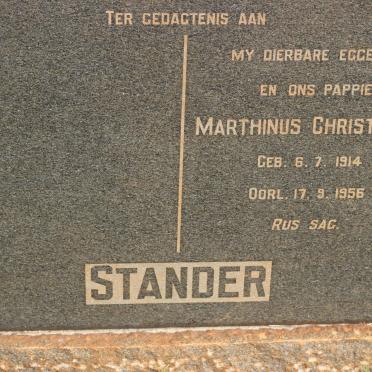 TER GEDAGTENIS AAN
MY DIERBARE EGGE
EN ONS PAPPIE
MARTHINUS CHRIST
GEB. 6. 7. 1914
OORL. 17. 9. 1956
RUS SAG.
STANDER